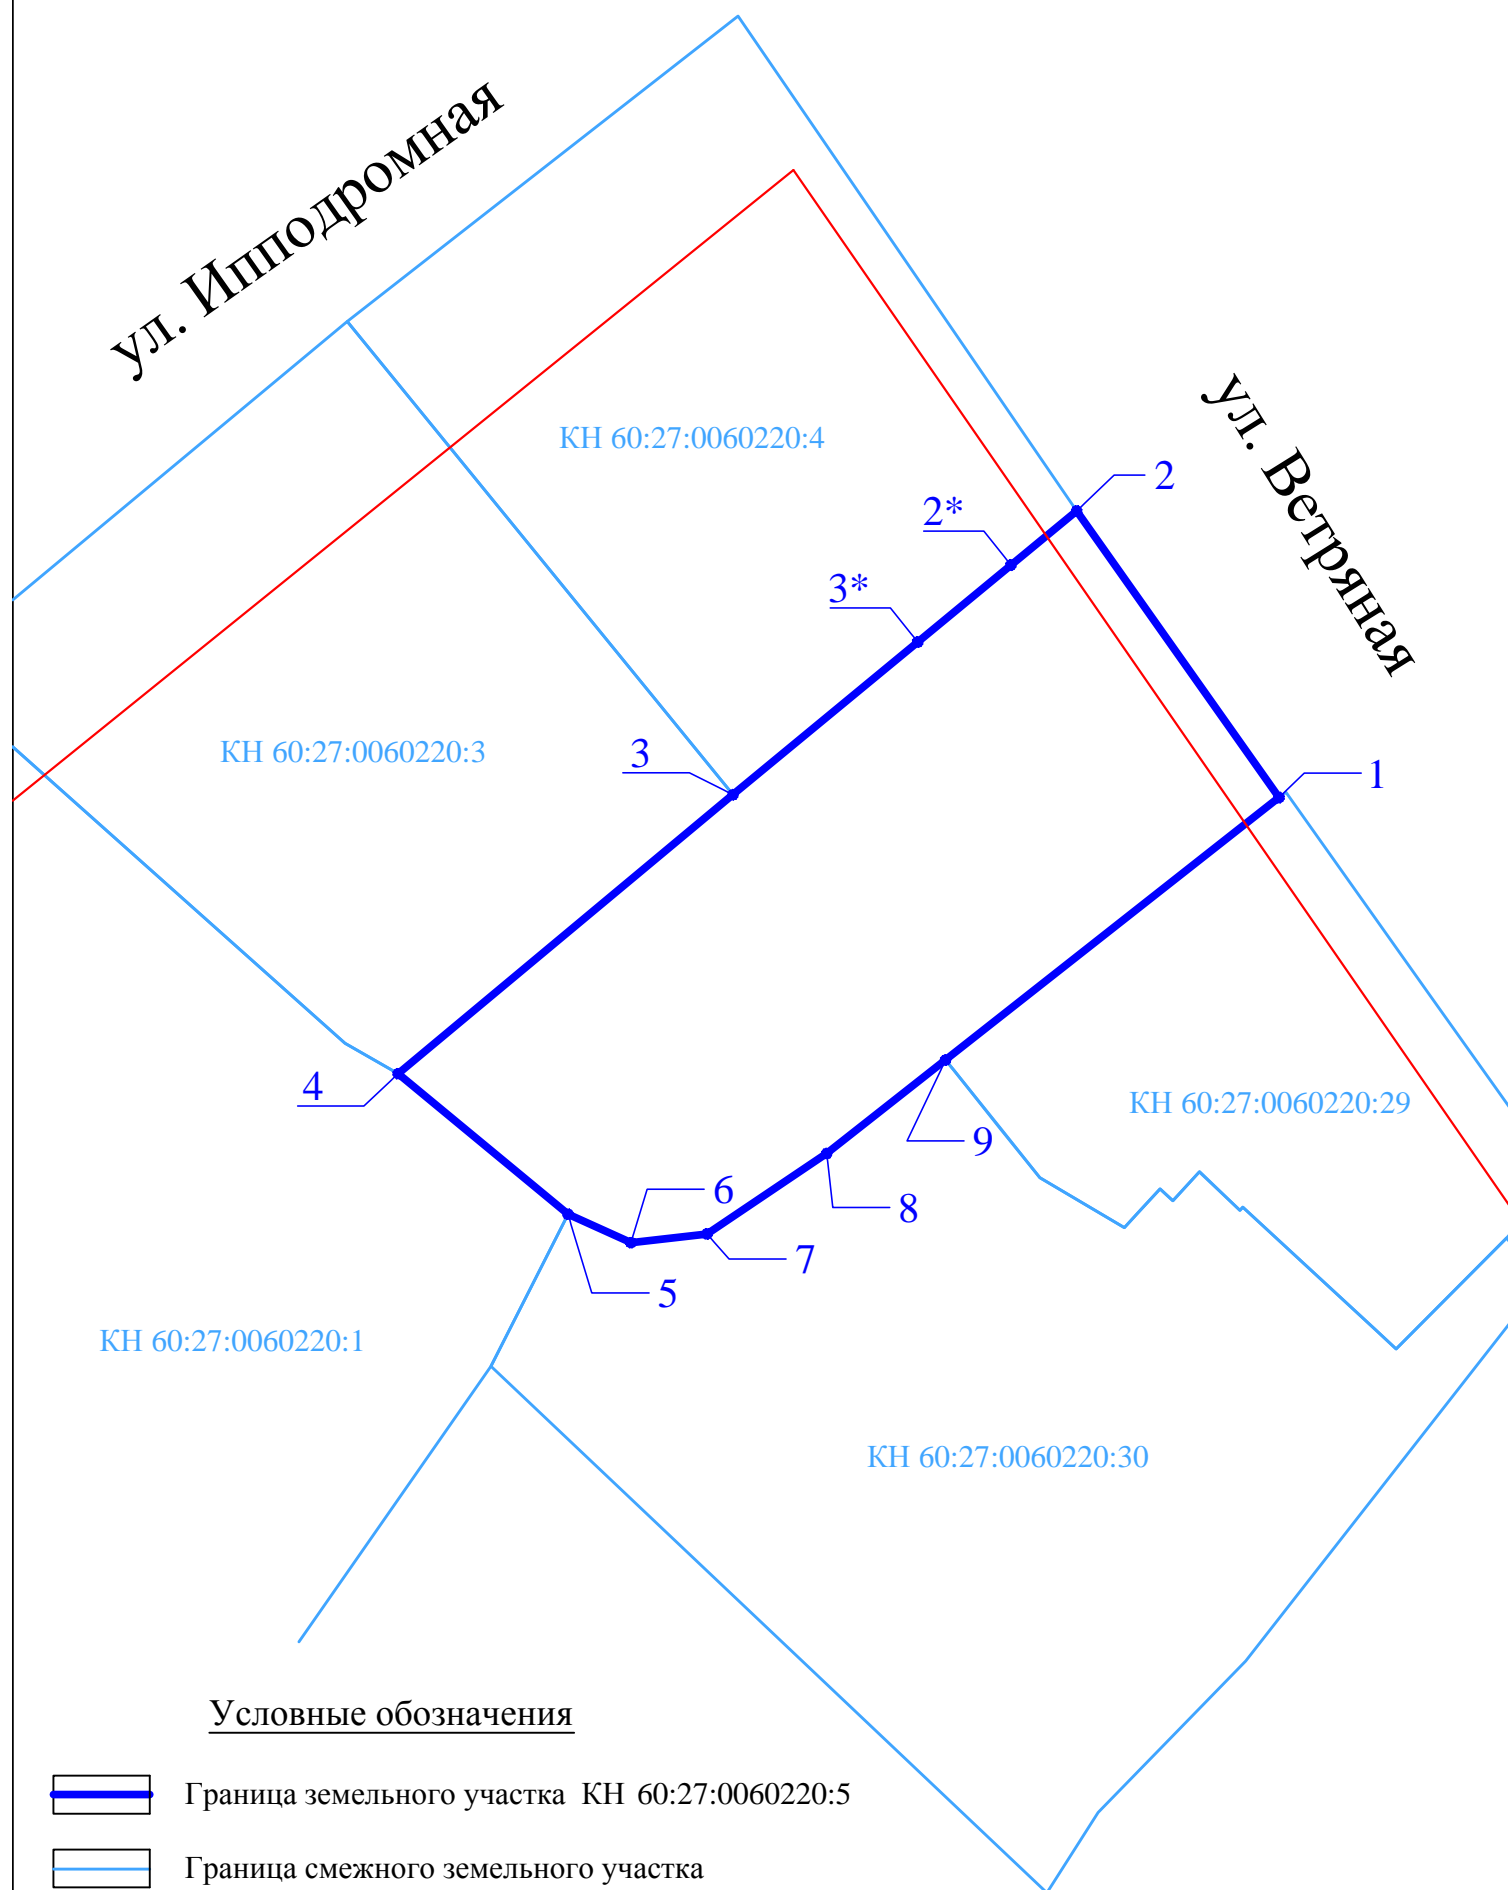 ул. Ипподромная
ул. Ветряная
КН 60:27:0060220:4
2
2*
3*
3
КН 60:27:0060220:3
1
4
КН 60:27:0060220:29
9
6
8
7
5
КН 60:27:0060220:1
КН 60:27:0060220:30
Условные обозначения
Граница земельного участка КН 60:27:0060220:5
Граница смежного земельного участка